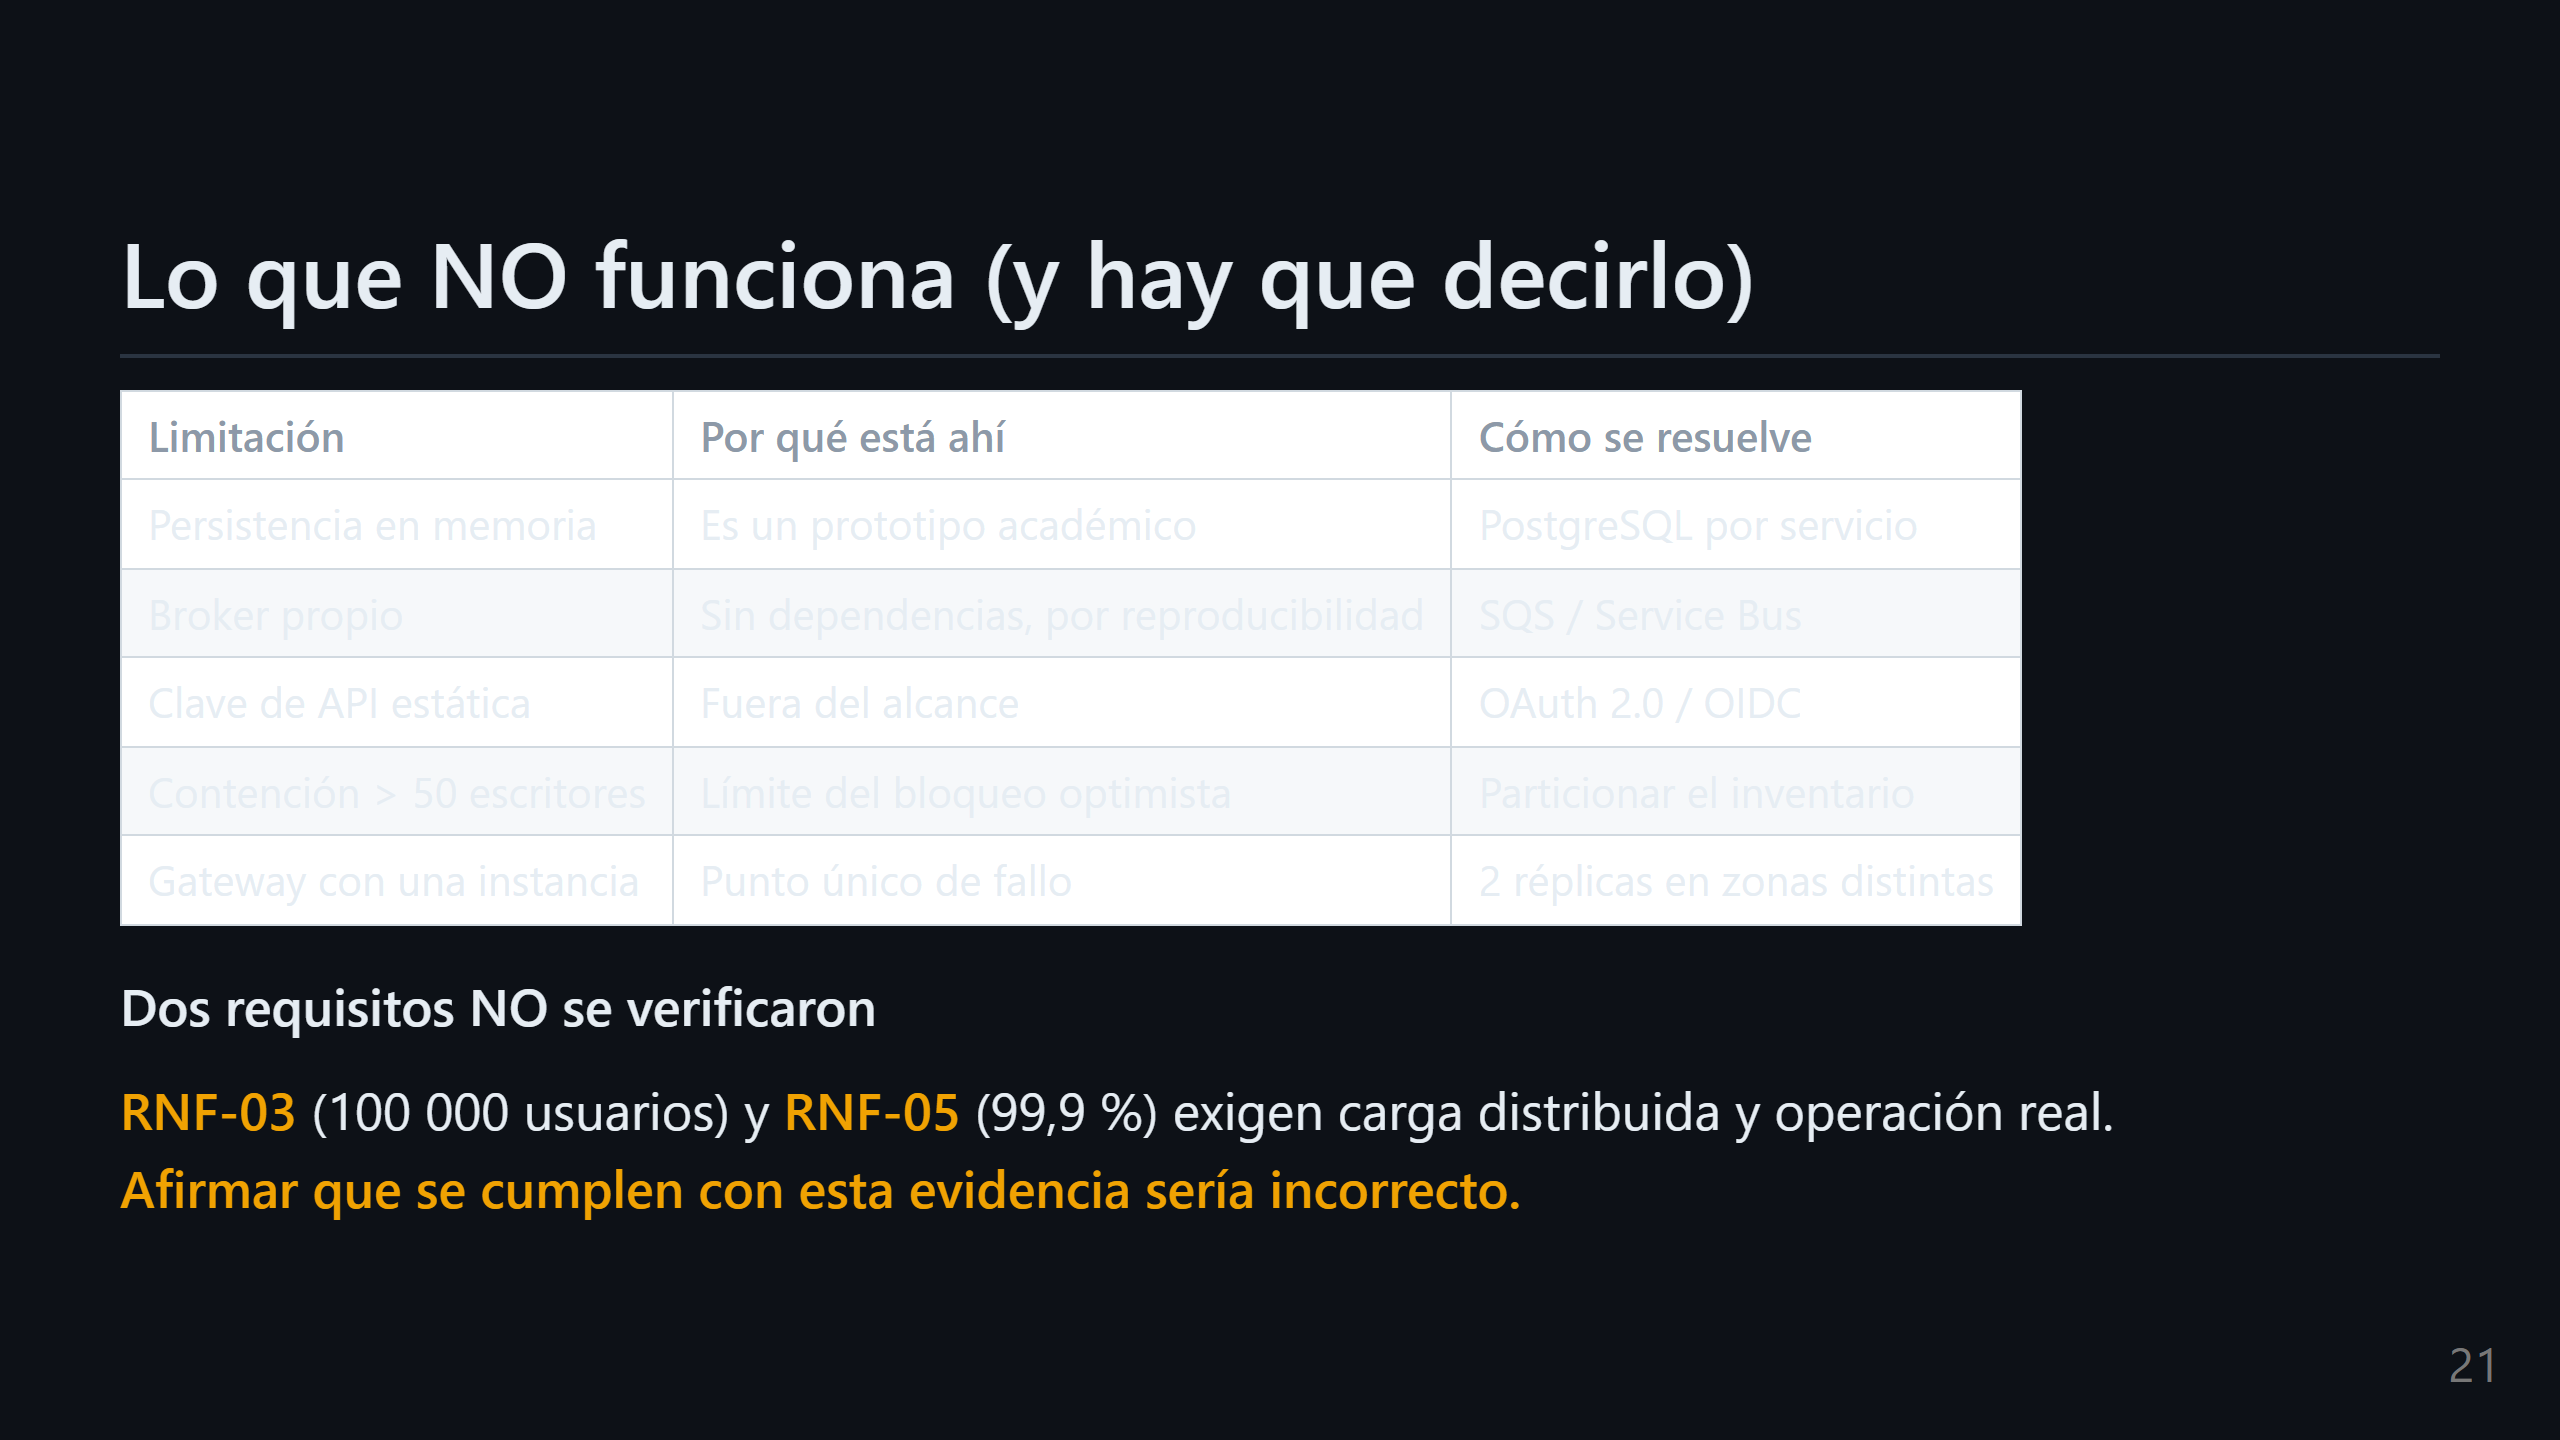 Lo que NO funciona (y hay que decirlo)
Limitación Por qué está ahí Cómo se resuelve
Persistencia en memoria Es un prototipo académico PostgreSQL por servicio
Broker propio Sin dependencias, por reproducibilidad SQS / Service Bus
Clave de API estática Fuera del alcance OAuth 2.0 / OIDC
Contención > 50 escritores Límite del bloqueo optimista Particionar el inventario
Gateway con una instancia Punto único de fallo 2 réplicas en zonas distintas
Dos requisitos NO se verificaron
RNF-03 (100 000 usuarios) y RNF-05 (99,9 %) exigen carga distribuida y operación real.
Afirmar que se cumplen con esta evidencia sería incorrecto.
21